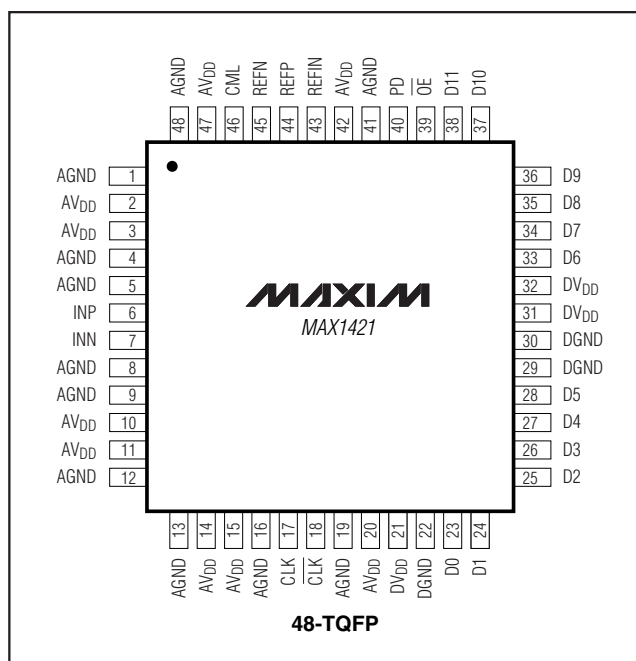 AGND AVDD CML REFN REFP REFIN AVDD AGND PD OE D11 D10
48 47 46 45 44 43 42 41 40 39 38 37
AGND 1
AVDD 2
AVDD 3
AGND 4
AGND 5
INP 6
INN 7
AGND 8
AGND 9
AVDD 10
AVDD 11
AGND 12
MAXIM
MAX1421
36 D9
35 D8
34 D7
33 D6
32 DVDD
31 DVDD
30 DGND
29 DGND
28 D5
27 D4
26 D3
25 D2
13 14 15 16 17 18 19 20 21 22 23 24
AGND AVDD AVDD AGND CLK CLK AGND AVDD DVDD DGND D0 D1
48-TQFP